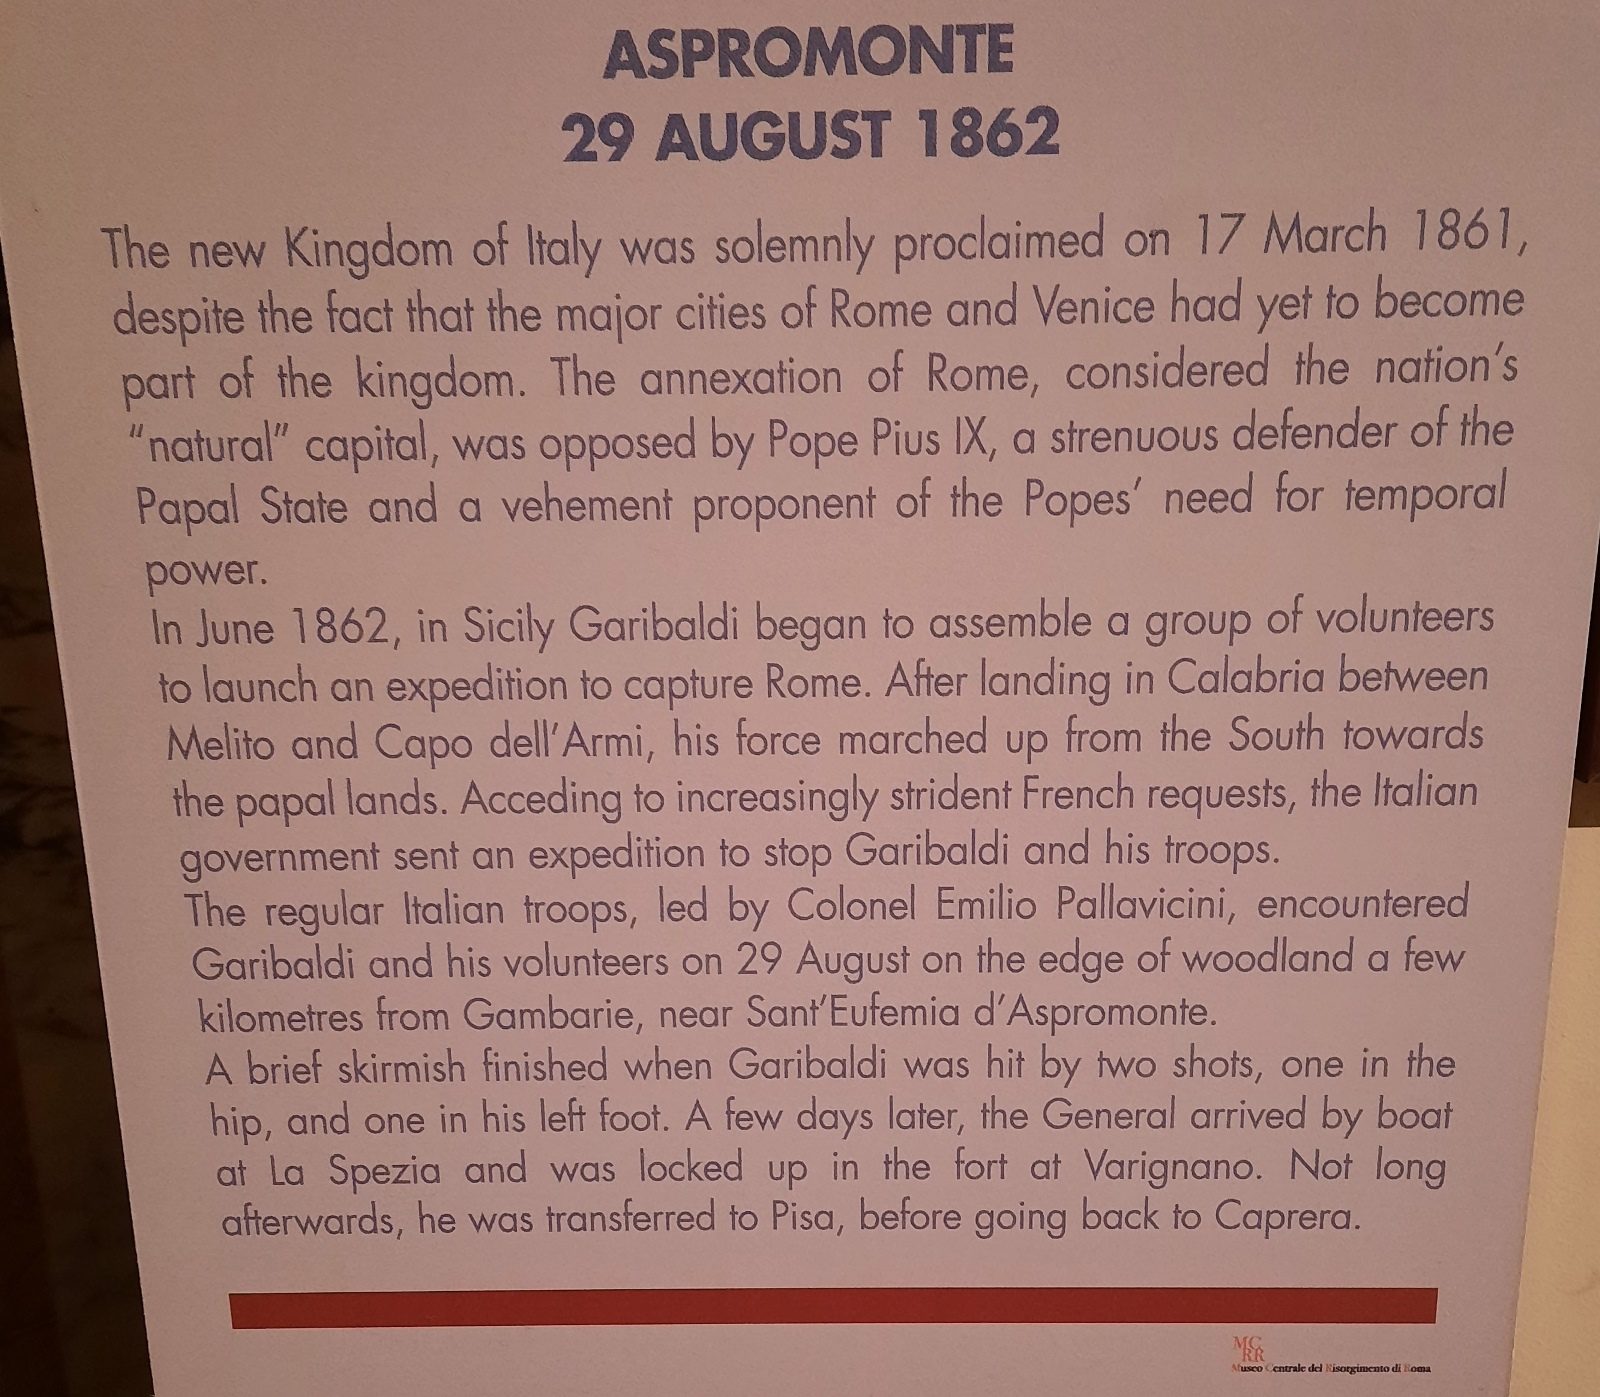 ASPROMONTE
29 AUGUST 1862
The new Kingdom of Italy was solemnly proclaimed on 17 March 1861,
despite the fact that the major cities of Rome and Venice had yet to become
part of the kingdom. The annexation of Rome, considered the nation's
"natural" capital, was opposed by Pope Pius IX, a strenuous defender of the
Papal State and a vehement proponent of the Popes' need for temporal
power.
In June 1862, in Sicily Garibaldi began to assemble a group of volunteers
to launch an expedition to capture Rome. After landing in Calabria between
Melito and Capo dell'Armi, his force marched up from the South towards
the papal lands. Acceding to increasingly strident French requests, the Italian
government sent an expedition to stop Garibaldi and his troops.
The regular Italian troops, led by Colonel Emilio Pallavicini, encountered
Garibaldi and his volunteers on 29 August on the edge of woodland a few
kilometres from Gambarie, near Sant'Eufemia d'Aspromonte.
A brief skirmish finished when Garibaldi was hit by two shots, one in the
hip, and one in his left foot. A few days later, the General arrived by boat
at La Spezia and was locked up in the fort at Varignano. Not long
afterwards, he was transferred to Pisa, before going back to Caprera.
MC
RR
Museo Centrale del Risorgimento di Roma